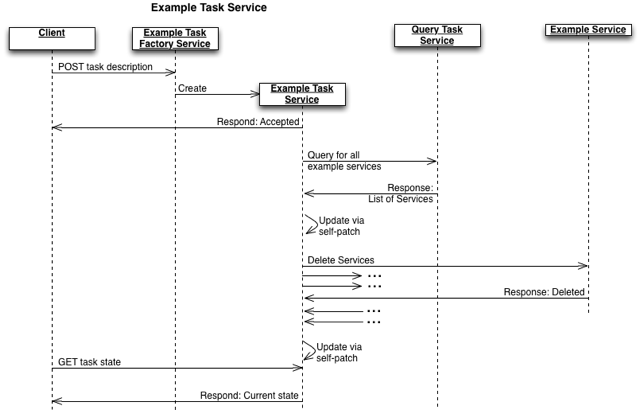 Example Task Service
Client
Example Task
Factory Service
Query Task
Service
Example Service
POST task description
Create
Example Task
Service
Respond: Accepted
Query for all
example services
Response:
List of Services
Update via
self-patch
Delete Services
...
...
Response: Deleted
...
...
Update via
self-patch
GET task state
Respond: Current state